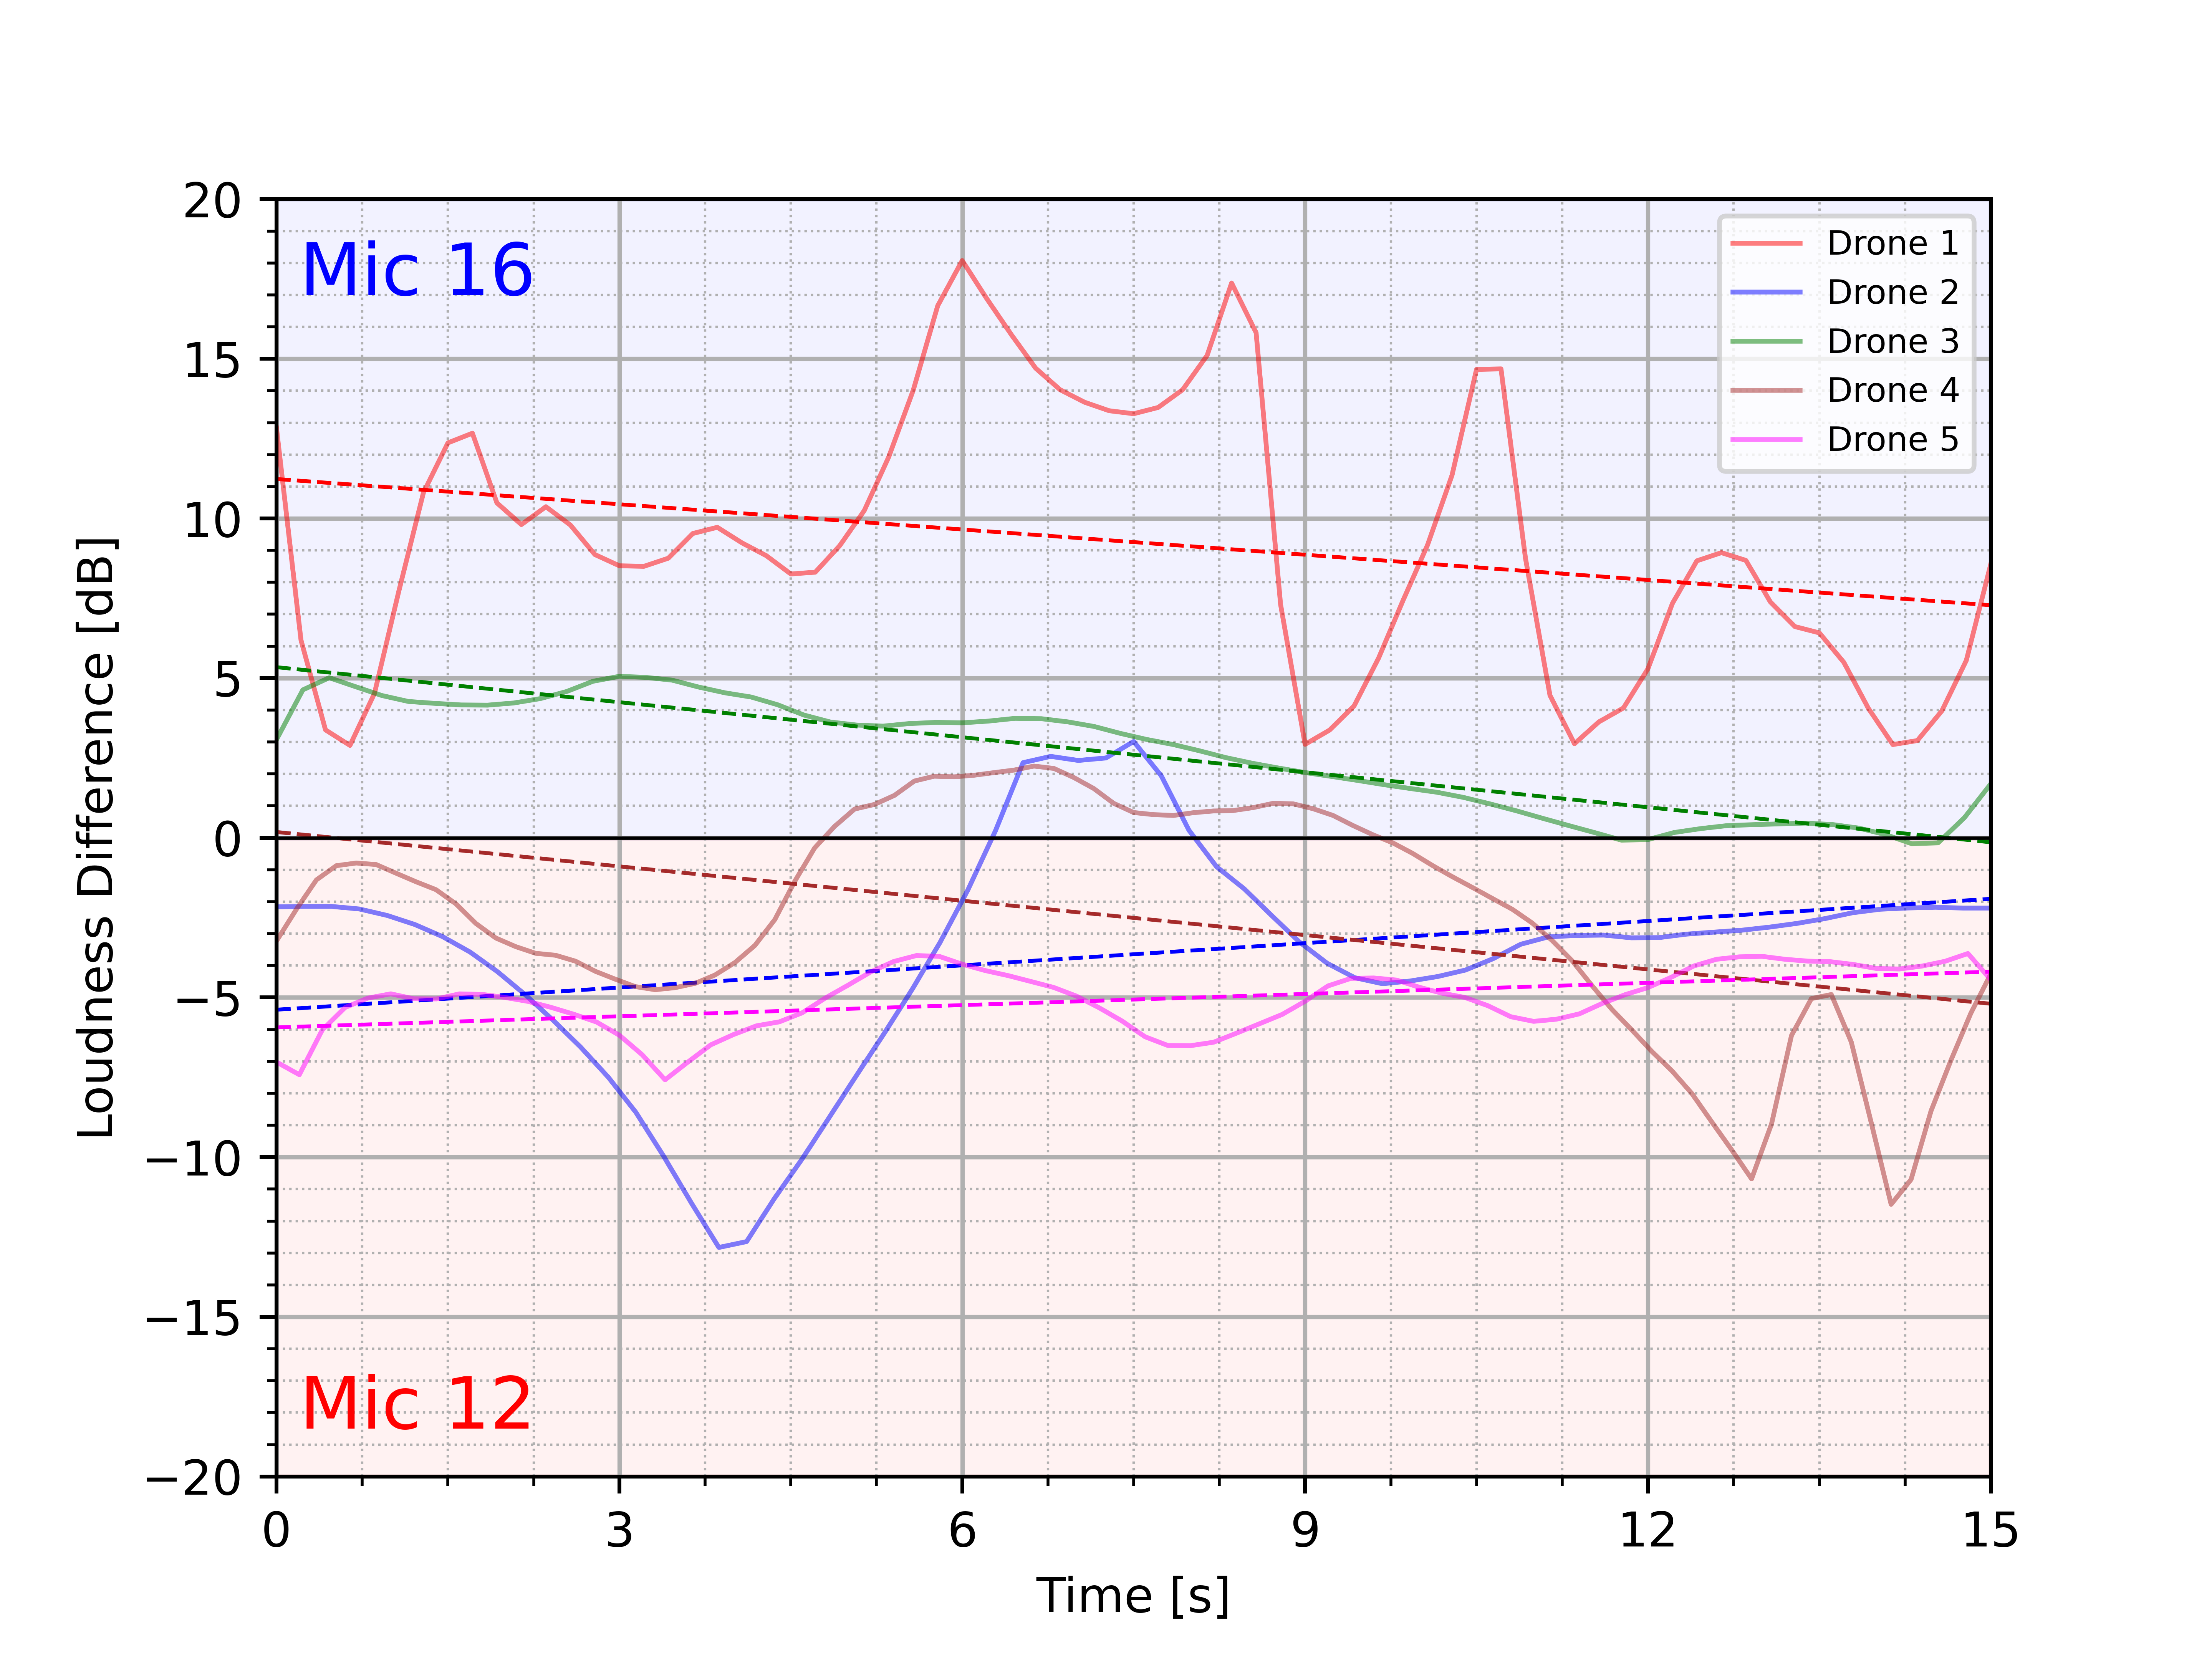 20
15
10
5
0
−5
−10
−15
−20
Loudness Difference [dB]
Mic 16
Mic 12
Drone 1
Drone 2
Drone 3
Drone 4
Drone 5
0 3 6 9 12 15
Time [s]